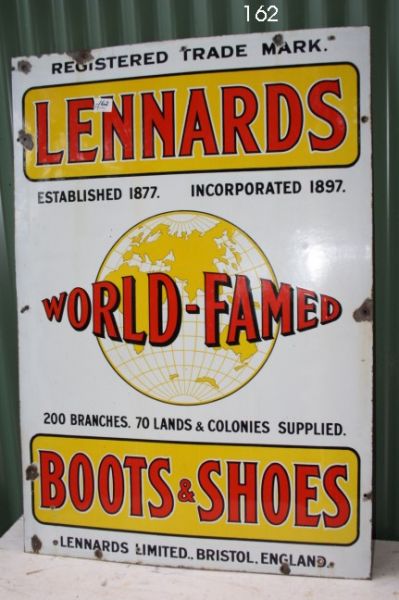 162
REGISTERED TRADE MARK.
LENNARDS
ESTABLISHED 1877. INCORPORATED 1897.
WORLD-FAMED
200 BRANCHES. 70 LANDS & COLONIES SUPPLIED.
BOOTS & SHOES
LENNARDS LIMITED., BRISTOL, ENGLAND.